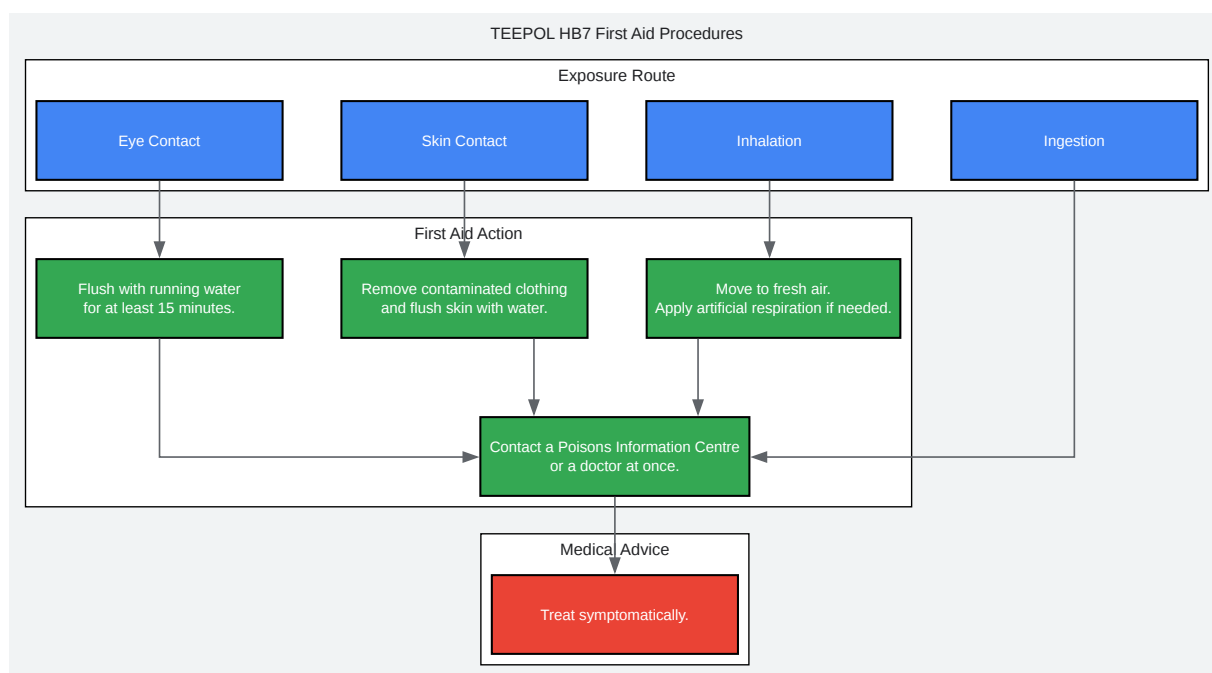 TEEPOL HB7 First Aid Procedures
Exposure Route
Eye Contact
Skin Contact
Inhalation
Ingestion
First Aid Action
Flush with running water
for at least 15 minutes.
Remove contaminated clothing
and flush skin with water.
Move to fresh air.
Apply artificial respiration if needed.
Contact a Poisons Information Centre
or a doctor at once.
Medical Advice
Treat symptomatically.